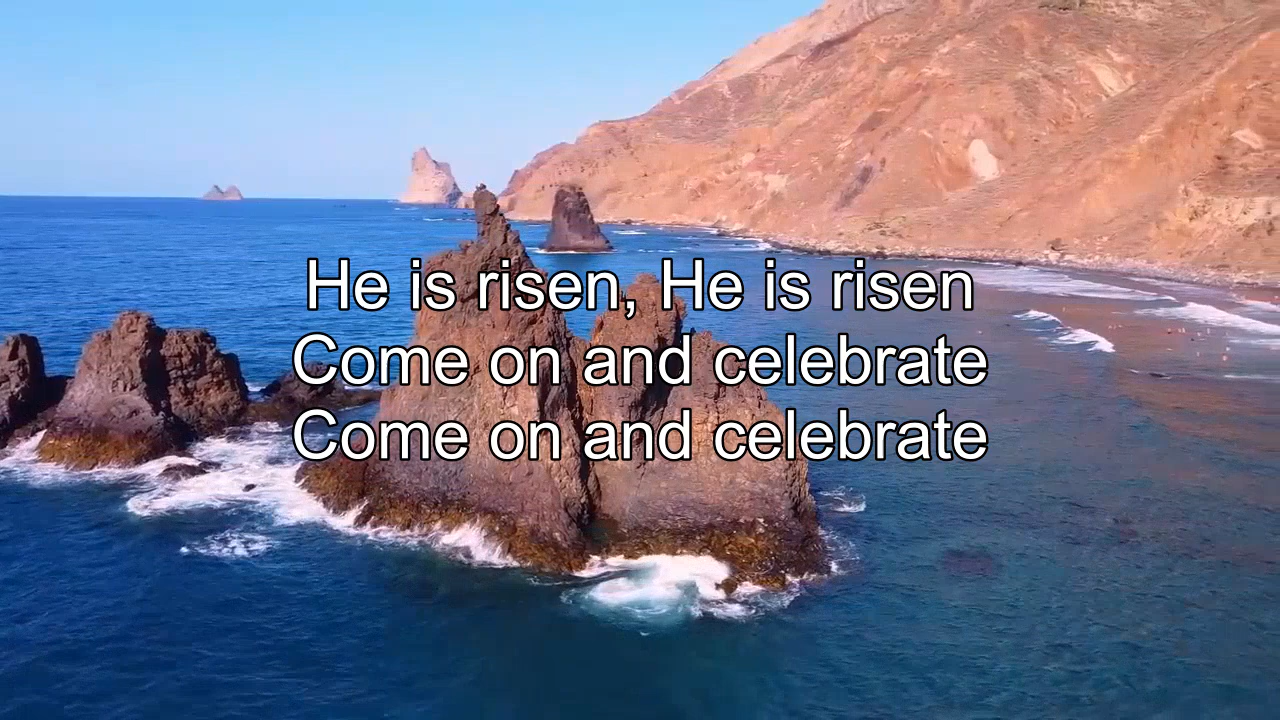 He is risen, He is risen
Come on and celebrate
Come on and celebrate